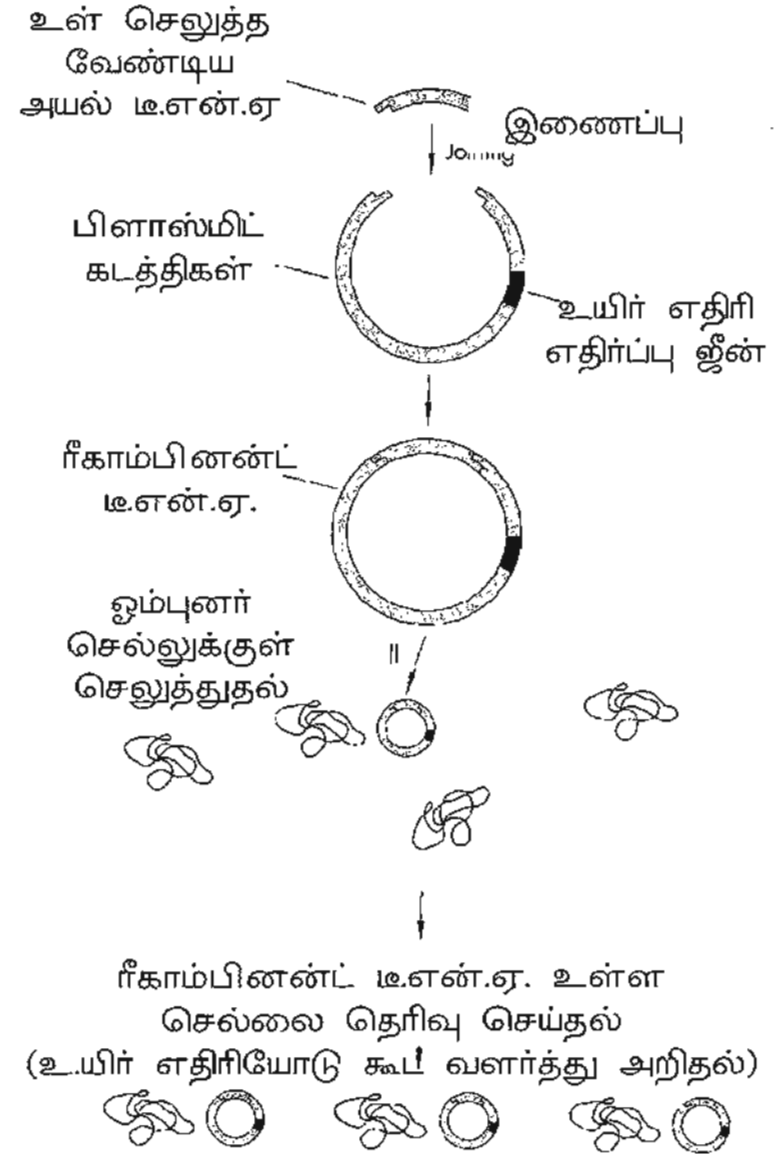 உள் செலுத்த
வேண்டிய
அயல் டீ.என்.ஏ
இணைப்பு
பிளாஸ்மிட்
கடத்திகள்
உயிர் எதிரி
எதிர்ப்பு ஜீன்
ரீகாம்பினன்ட்
டீ.என்.ஏ.
ஓம்புனர்
செல்லுக்குள்
செலுத்துதல்
ரீகாம்பினன்ட் டீ.என்.ஏ. உள்ள
செல்லை தெரிவு செய்தல்
(உயிர் எதிரியோடு கூட வளர்த்து அறிதல்)